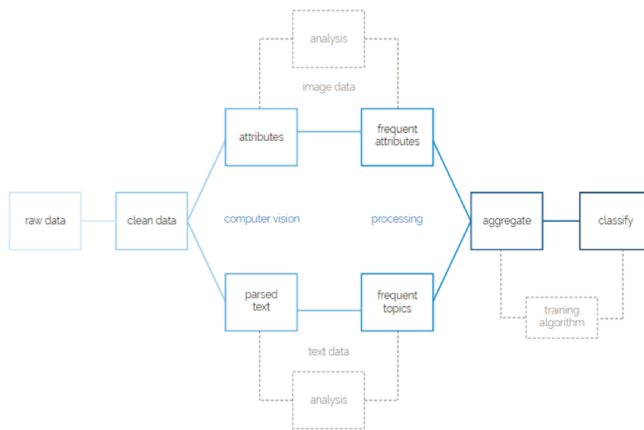 analysis
image data
attributes
frequent
attributes
raw data
clean data
computer vision
processing
aggregate
classify
parsed
text
frequent
topics
training
algorithm
text data
analysis